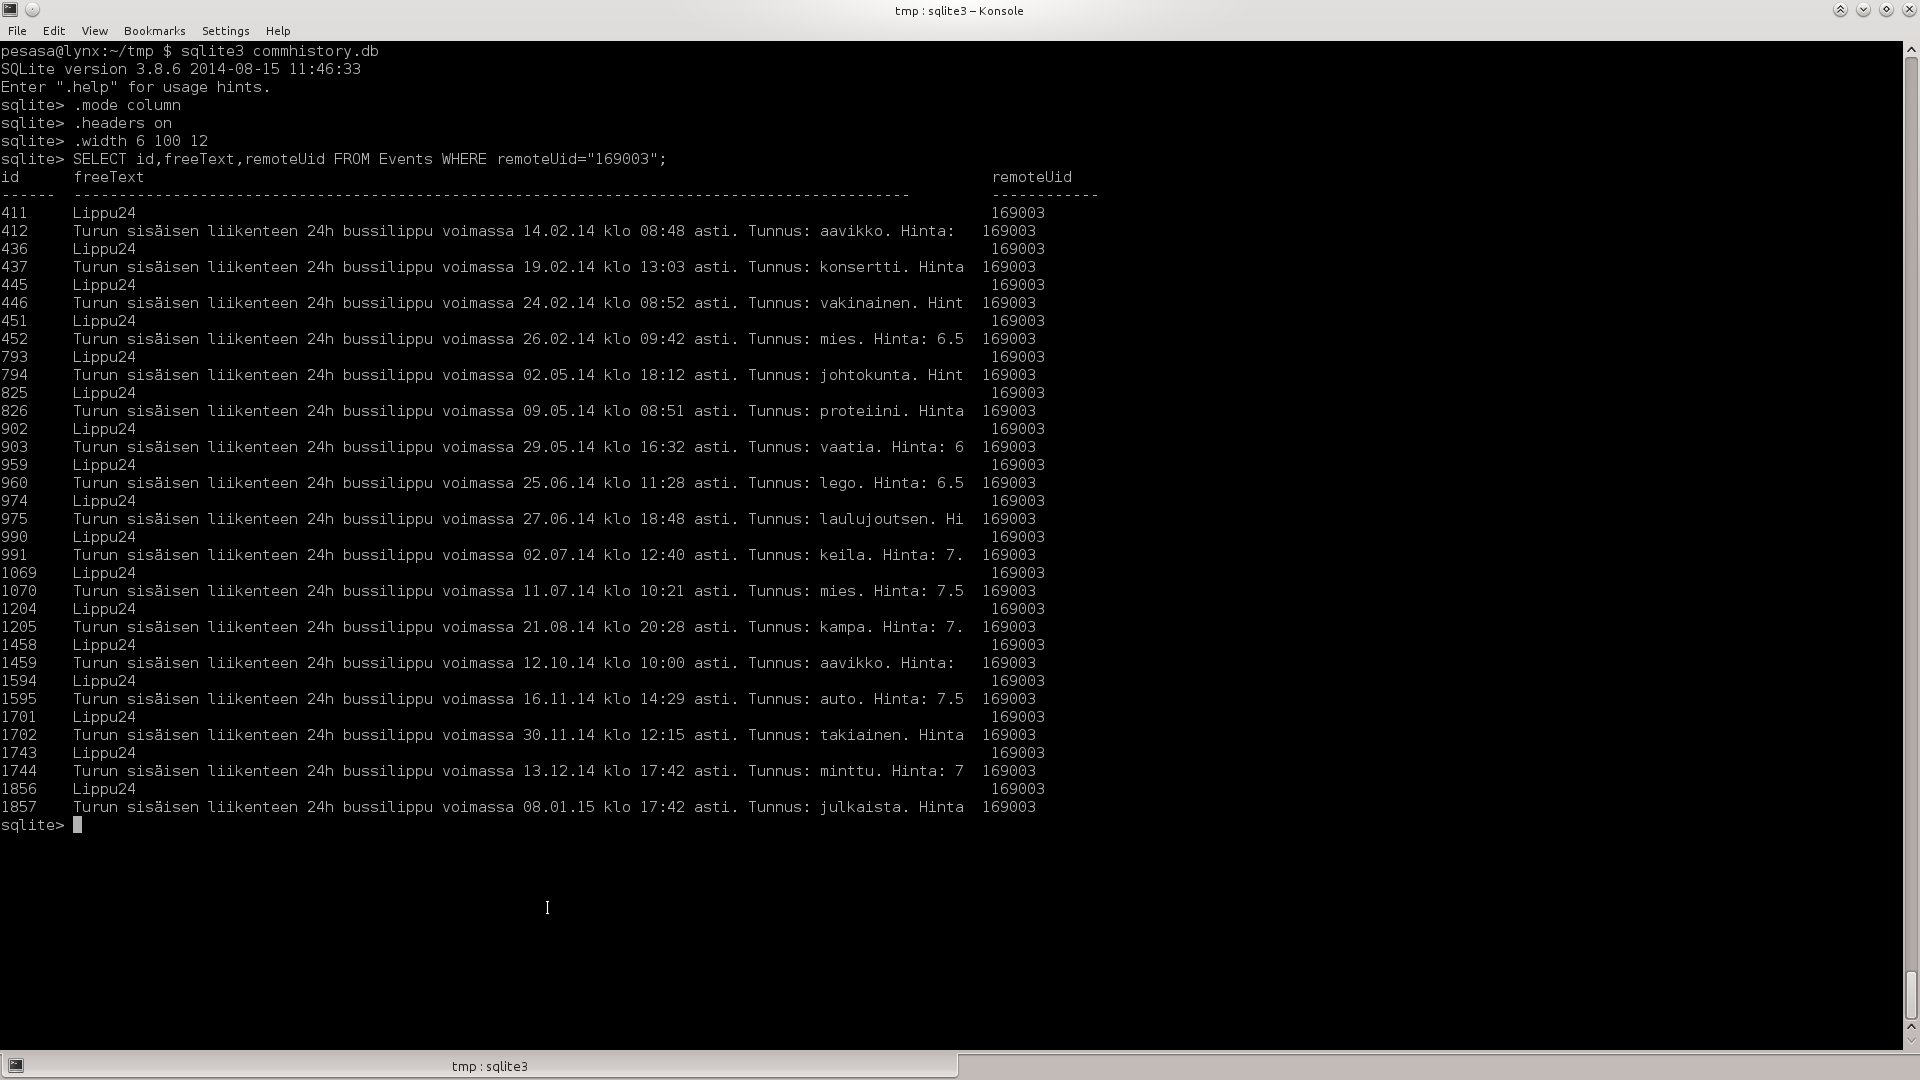 tmp : sqlite3 – Konsole
File Edit View Bookmarks Settings Help
pesasa@lynx:~/tmp $ sqlite3 commhistory.db
SQLite version 3.8.6 2014-08-15 11:46:33
Enter ".help" for usage hints.
sqlite> .mode column
sqlite> .headers on
sqlite> .width 6 100 12
sqlite> SELECT id,freeText,remoteUid FROM Events WHERE remoteUid="169003";
id freeText remoteUid
------ --------------------------------------------------------------------------------------------- ------------
411 Lippu24 169003
412 Turun sisäisen liikenteen 24h bussilippu voimassa 14.02.14 klo 08:48 asti. Tunnus: aavikko. Hinta: 169003
436 Lippu24 169003
437 Turun sisäisen liikenteen 24h bussilippu voimassa 19.02.14 klo 13:03 asti. Tunnus: konsertti. Hinta 169003
445 Lippu24 169003
446 Turun sisäisen liikenteen 24h bussilippu voimassa 24.02.14 klo 08:52 asti. Tunnus: vakinainen. Hint 169003
451 Lippu24 169003
452 Turun sisäisen liikenteen 24h bussilippu voimassa 26.02.14 klo 09:42 asti. Tunnus: mies. Hinta: 6.5 169003
793 Lippu24 169003
794 Turun sisäisen liikenteen 24h bussilippu voimassa 02.05.14 klo 18:12 asti. Tunnus: johtokunta. Hint 169003
825 Lippu24 169003
826 Turun sisäisen liikenteen 24h bussilippu voimassa 09.05.14 klo 08:51 asti. Tunnus: proteiini. Hinta 169003
902 Lippu24 169003
903 Turun sisäisen liikenteen 24h bussilippu voimassa 29.05.14 klo 16:32 asti. Tunnus: vaatia. Hinta: 6 169003
959 Lippu24 169003
960 Turun sisäisen liikenteen 24h bussilippu voimassa 25.06.14 klo 11:28 asti. Tunnus: lego. Hinta: 6.5 169003
974 Lippu24 169003
975 Turun sisäisen liikenteen 24h bussilippu voimassa 27.06.14 klo 18:48 asti. Tunnus: laulujoutsen. Hi 169003
990 Lippu24 169003
991 Turun sisäisen liikenteen 24h bussilippu voimassa 02.07.14 klo 12:40 asti. Tunnus: keila. Hinta: 7. 169003
1069 Lippu24 169003
1070 Turun sisäisen liikenteen 24h bussilippu voimassa 11.07.14 klo 10:21 asti. Tunnus: mies. Hinta: 7.5 169003
1204 Lippu24 169003
1205 Turun sisäisen liikenteen 24h bussilippu voimassa 21.08.14 klo 20:28 asti. Tunnus: kampa. Hinta: 7. 169003
1458 Lippu24 169003
1459 Turun sisäisen liikenteen 24h bussilippu voimassa 12.10.14 klo 10:00 asti. Tunnus: aavikko. Hinta: 169003
1594 Lippu24 169003
1595 Turun sisäisen liikenteen 24h bussilippu voimassa 16.11.14 klo 14:29 asti. Tunnus: auto. Hinta: 7.5 169003
1701 Lippu24 169003
1702 Turun sisäisen liikenteen 24h bussilippu voimassa 30.11.14 klo 12:15 asti. Tunnus: takiainen. Hinta 169003
1743 Lippu24 169003
1744 Turun sisäisen liikenteen 24h bussilippu voimassa 13.12.14 klo 17:42 asti. Tunnus: minttu. Hinta: 7 169003
1856 Lippu24 169003
1857 Turun sisäisen liikenteen 24h bussilippu voimassa 08.01.15 klo 17:42 asti. Tunnus: julkaista. Hinta 169003
sqlite>
tmp : sqlite3